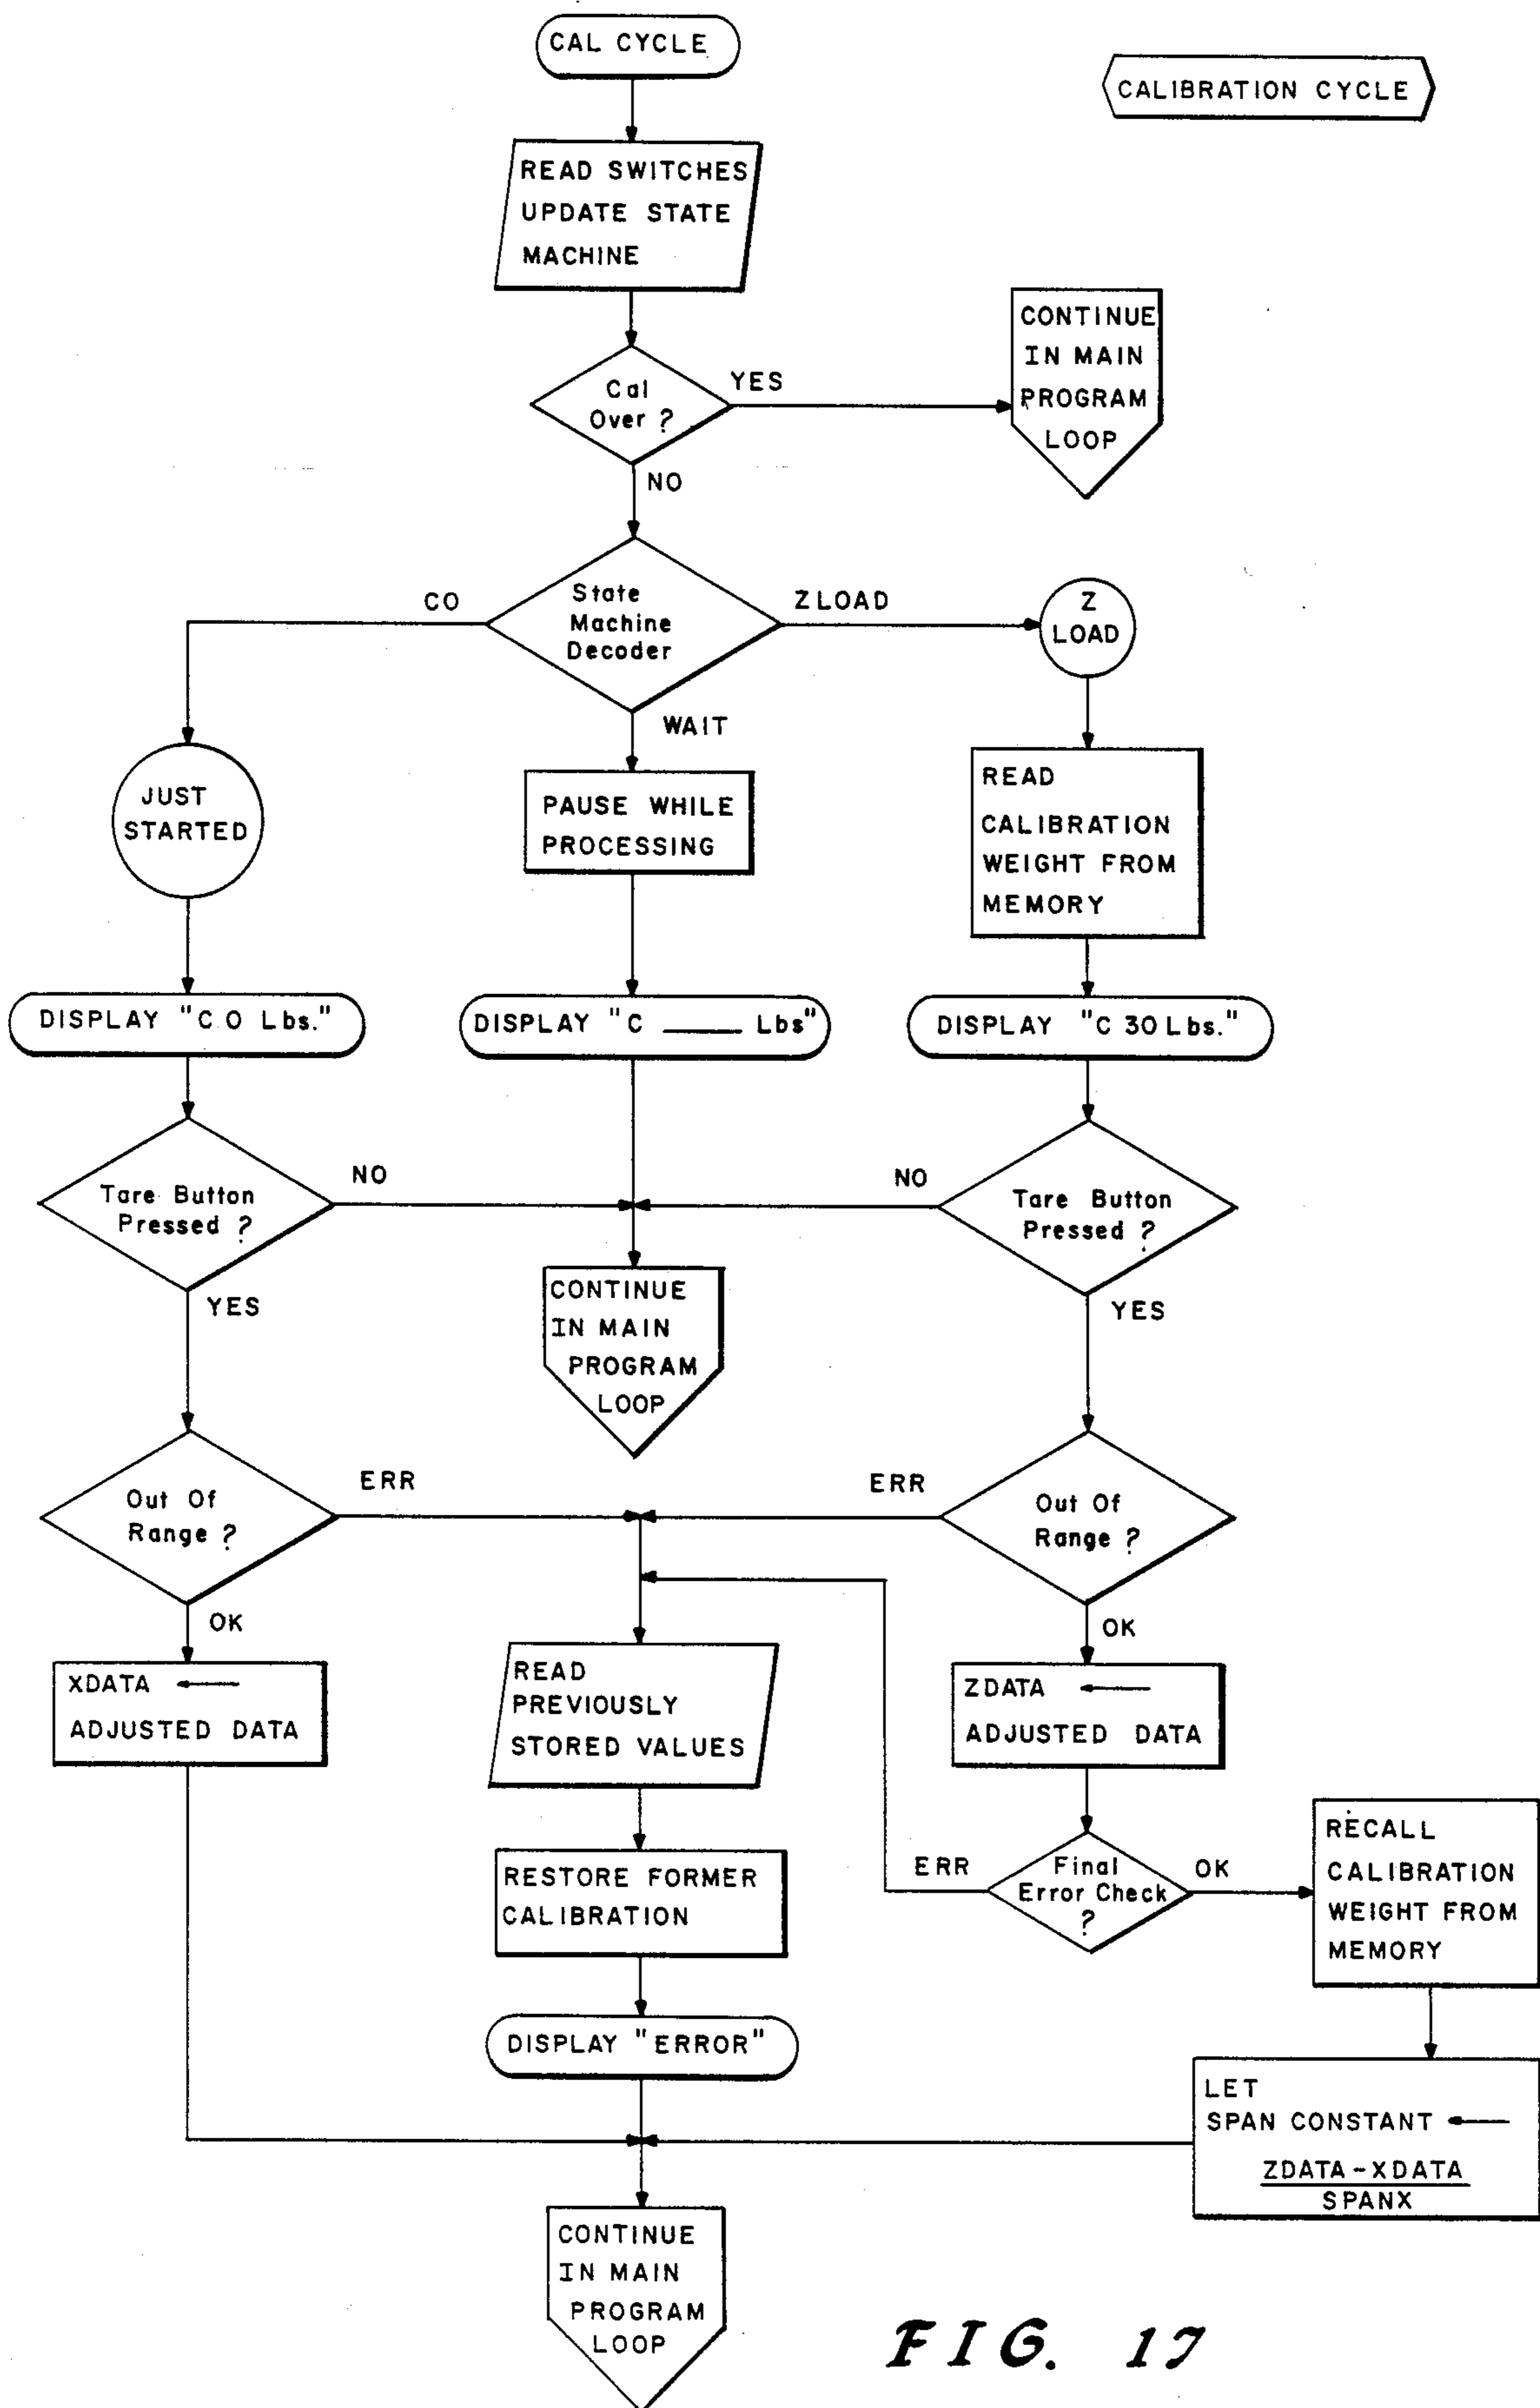 CAL CYCLE
CALIBRATION CYCLE
READ SWITCHES
UPDATE STATE
MACHINE
CONTINUE
IN MAIN
PROGRAM
LOOP
Cal
Over ?
YES
NO
State
Machine
Decoder
CO
ZLOAD
Z
LOAD
WAIT
JUST
STARTED
PAUSE WHILE
PROCESSING
READ
CALIBRATION
WEIGHT FROM
MEMORY
DISPLAY "C O Lbs."
DISPLAY "C ____ Lbs"
DISPLAY "C 30 Lbs."
Tare Button
Pressed ?
NO
YES
NO
Tare Button
Pressed ?
YES
CONTINUE
IN MAIN
PROGRAM
LOOP
Out Of
Range ?
ERR
OK
ERR
Out Of
Range ?
OK
XDATA ←
ADJUSTED DATA
READ
PREVIOUSLY
STORED VALUES
ZDATA ←
ADJUSTED DATA
RESTORE FORMER
CALIBRATION
ERR
Final
Error Check
?
OK
RECALL
CALIBRATION
WEIGHT FROM
MEMORY
DISPLAY "ERROR"
LET
SPAN CONSTANT ←
ZDATA-XDATA
SPANX
CONTINUE
IN MAIN
PROGRAM
LOOP
FIG. 17